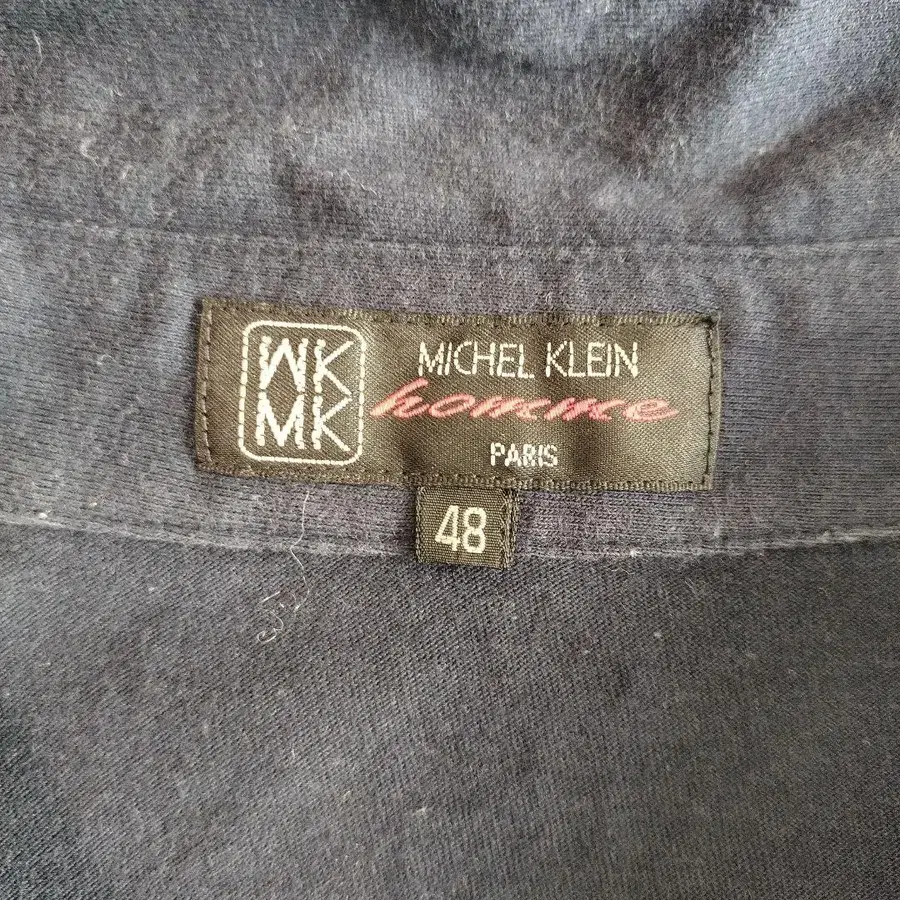 MK
MK
MICHEL KLEIN
homme
PARIS
48